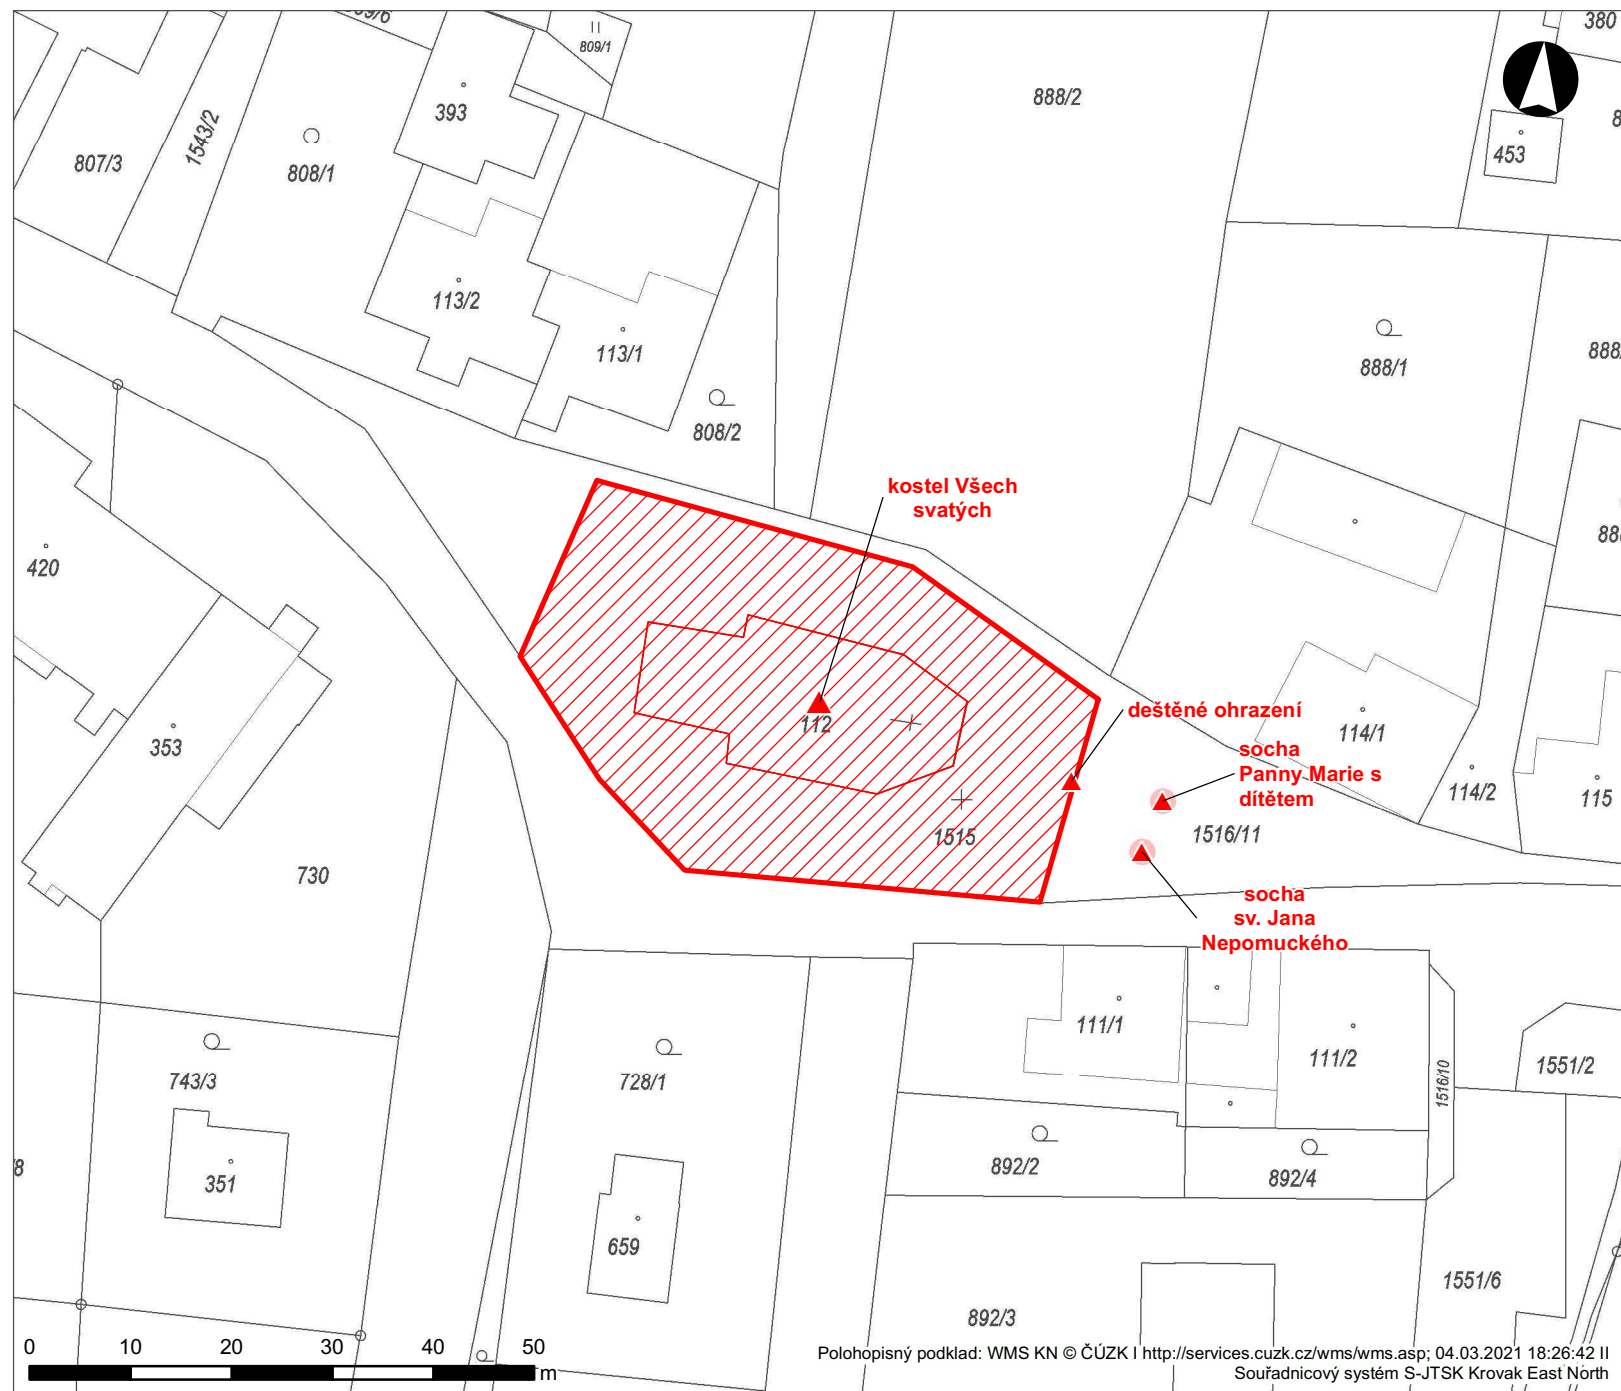 809/1
380
888/2
393
1543/2
453
807/3
808/1
113/2
113/1
888/1
808/2
kostel Všech
svatých
420
deštěné ohrazení
112
114/1
353
socha
Panny Marie s
dítětem
114/2
115
1515
1516/11
730
socha
sv. Jana
Nepomuckého
111/1
111/2
1516/10
1551/2
743/3
728/1
892/2
892/4
351
659
1551/6
892/3
0 10 20 30 40 50
m
Polohopisný podklad: WMS KN © ČÚZK I http://services.cuzk.cz/wms/wms.asp; 04.03.2021 18:26:42 II
Souřadnicový systém S-JTSK Krovak East North